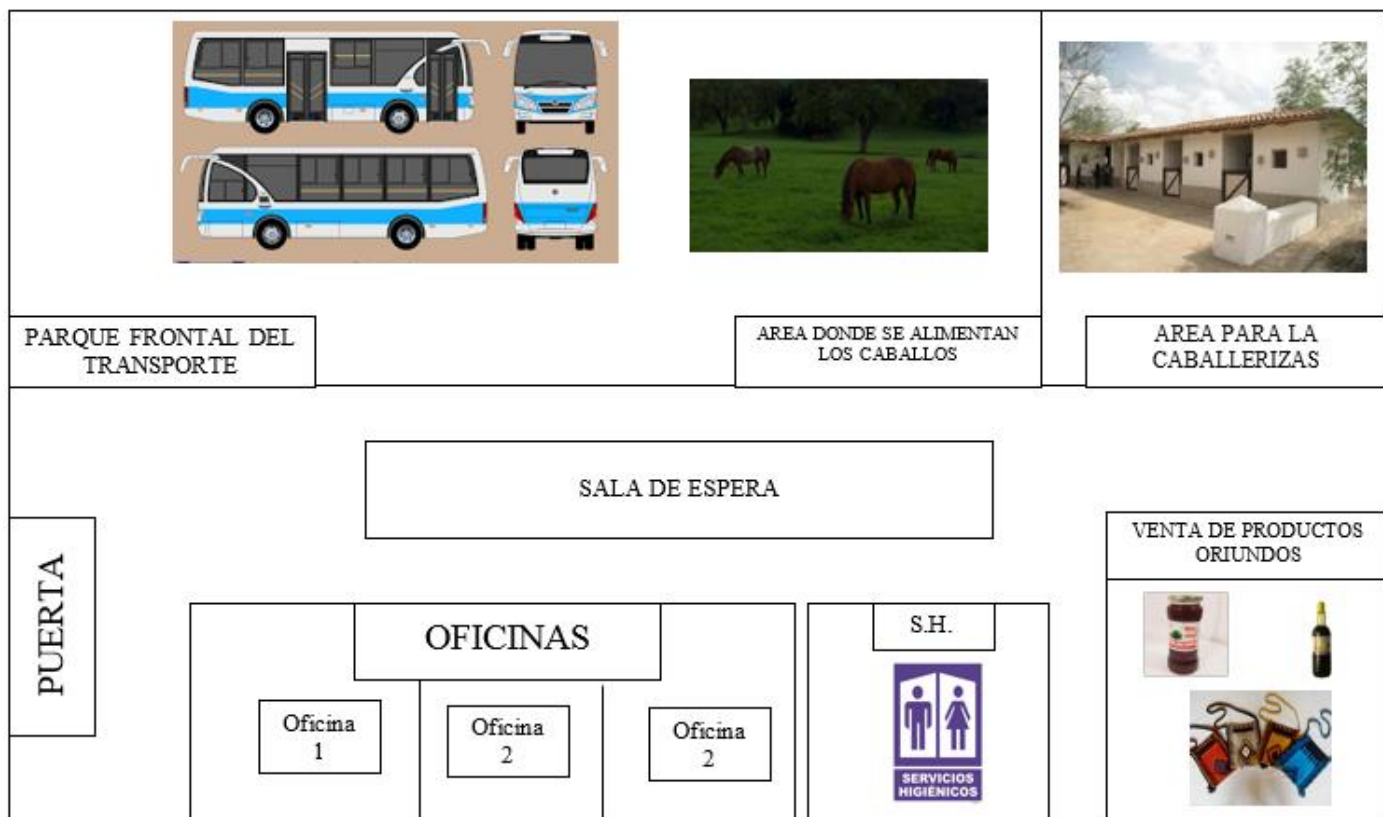 PARQUE FRONTAL DEL
TRANSPORTE
AREA DONDE SE ALIMENTAN
LOS CABALLOS
AREA PARA LA
CABALLERIZAS
SALA DE ESPERA
PUERTA
VENTA DE PRODUCTOS
ORIUNDOS
OFICINAS
S.H.
Oficina
1
Oficina
2
Oficina
2
SERVICIOS
HIGIÉNICOS